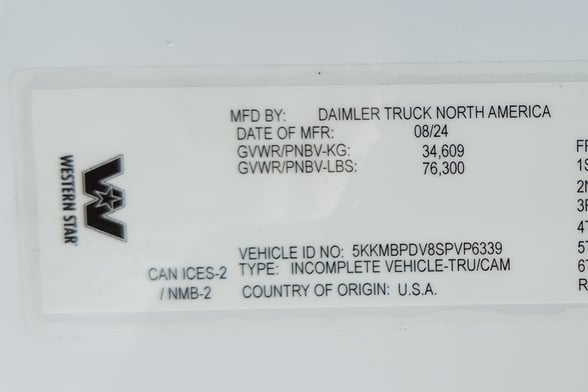 MFD BY: DAIMLER TRUCK NORTH AMERICA
DATE OF MFR: 08/24
GVWR/PNBV-KG: 34,609
GVWR/PNBV-LBS: 76,300
WESTERN STAR
VEHICLE ID NO: 5KKMBPDV8SPVP6339
CAN ICES-2 TYPE: INCOMPLETE VEHICLE-TRU/CAM
/ NMB-2 COUNTRY OF ORIGIN: U.S.A.